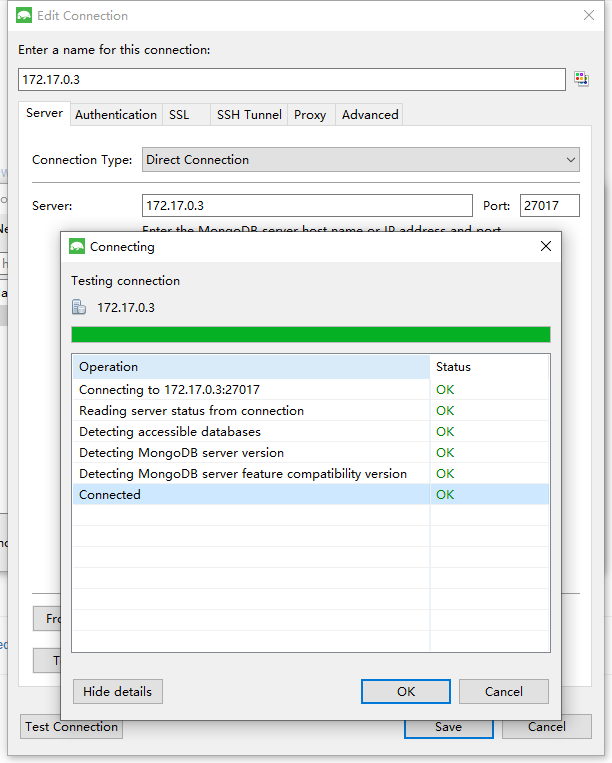 Edit Connection
Enter a name for this connection:
172.17.0.3
Server Authentication SSL SSH Tunnel Proxy Advanced
Connection Type: Direct Connection
Server: 172.17.0.3 Port: 27017
Enter the MongoDB server host name or IP address and port
Connecting
Testing connection
172.17.0.3
Operation Status
Connecting to 172.17.0.3:27017 OK
Reading server status from connection OK
Detecting accessible databases OK
Detecting MongoDB server version OK
Detecting MongoDB server feature compatibility version OK
Connected OK
Hide details OK Cancel
Test Connection Save Cancel